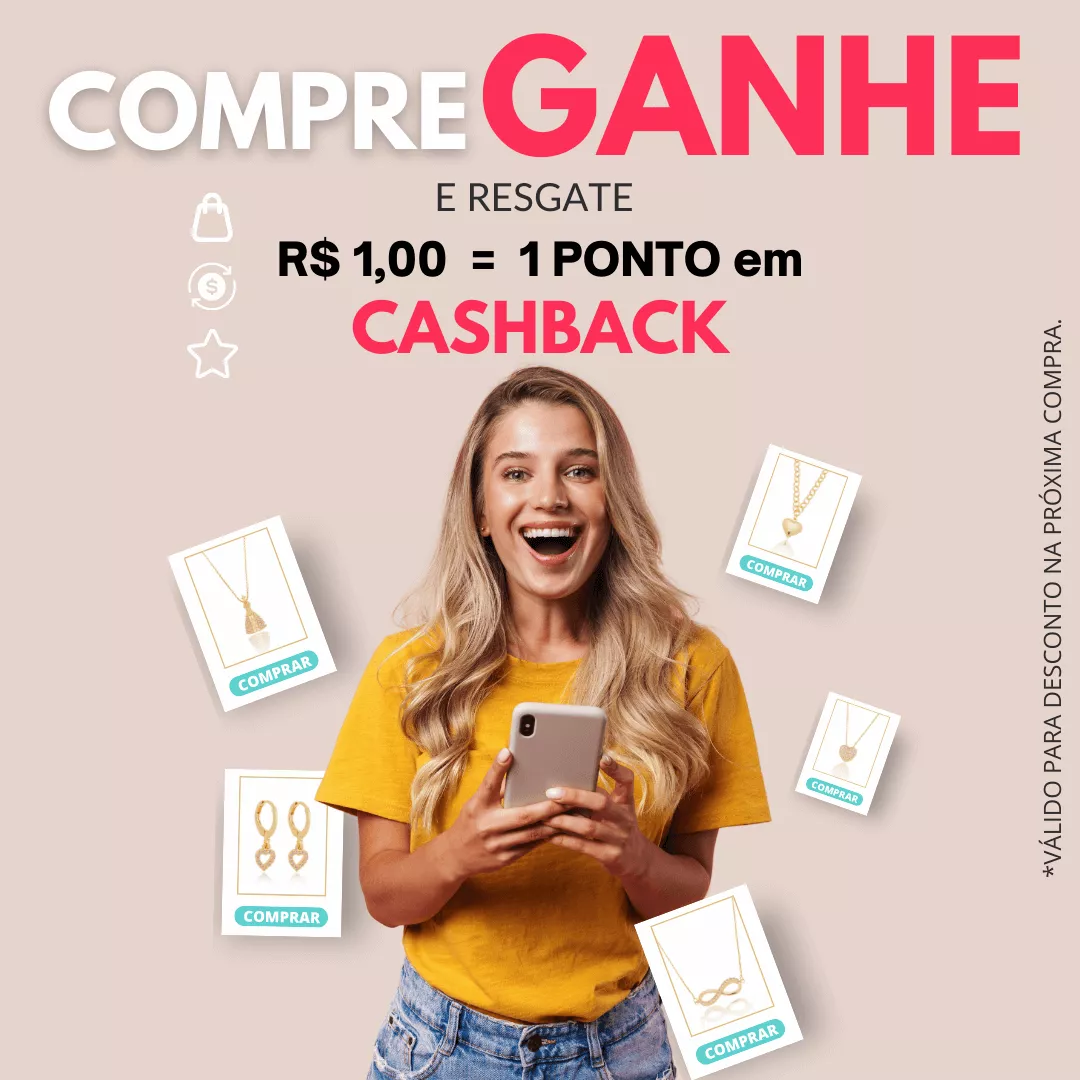 COMPRE GANHE
E RESGATE
R$ 1,00 = 1 PONTO em
CASHBACK
*VÁLIDO PARA DESCONTO NA PRÓXIMA COMPRA.
COMPRAR
COMPRAR
COMPRAR
COMPRAR
COMPRAR